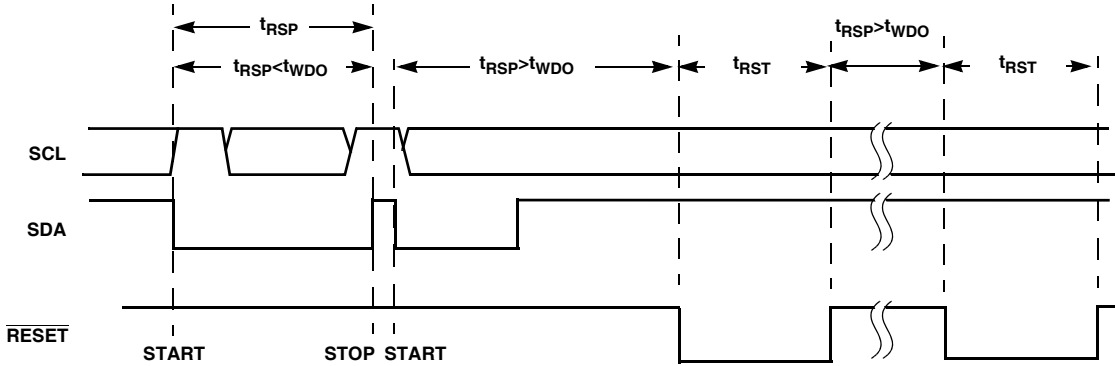 tRSP
tRSP<tWDO
tRSP>tWDO
tRST
tRSP>tWDO
tRST
SCL
SDA
RESET
START
STOP
START